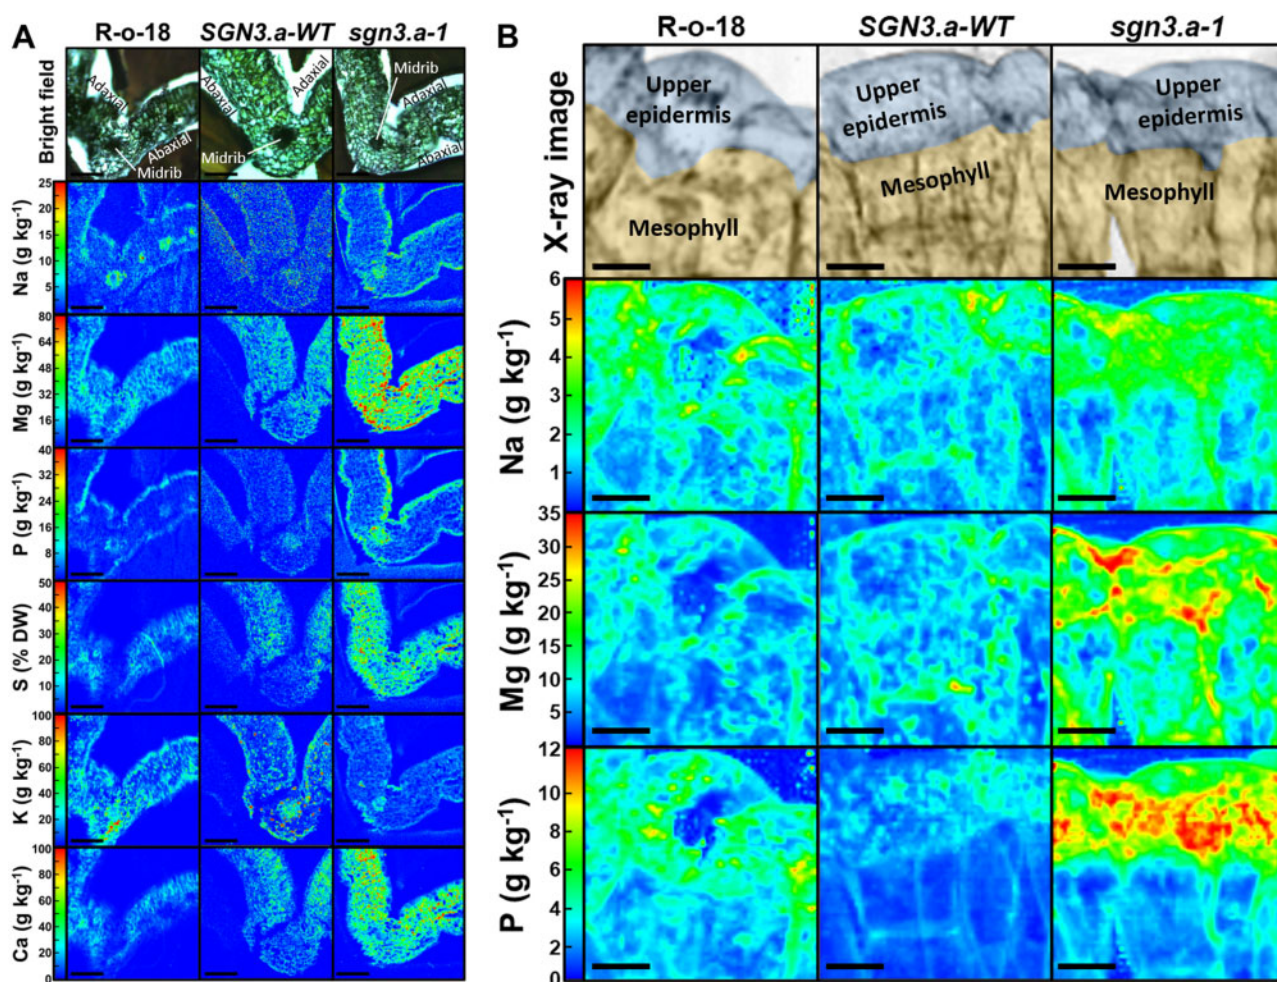 A
R-o-18
SGN3.a-WT
sgn3.a-1
Bright field
Adaxial
Abaxial
Midrib
Abaxial
Adaxial
Midrib
Midrib
Adaxial
Abaxial
Na (g kg⁻¹)
25
20
15
10
5
Mg (g kg⁻¹)
80
64
48
32
16
P (g kg⁻¹)
40
32
24
16
8
S (% DW)
50
40
30
20
10
K (g kg⁻¹)
100
80
60
40
20
Ca (g kg⁻¹)
100
80
60
40
20
0
B
R-o-18
SGN3.a-WT
sgn3.a-1
X-ray image
Upper
epidermis
Mesophyll
Upper
epidermis
Mesophyll
Upper
epidermis
Mesophyll
Na (g kg⁻¹)
6
5
4
3
2
1
Mg (g kg⁻¹)
35
30
25
20
15
10
5
P (g kg⁻¹)
12
10
8
6
4
2
0